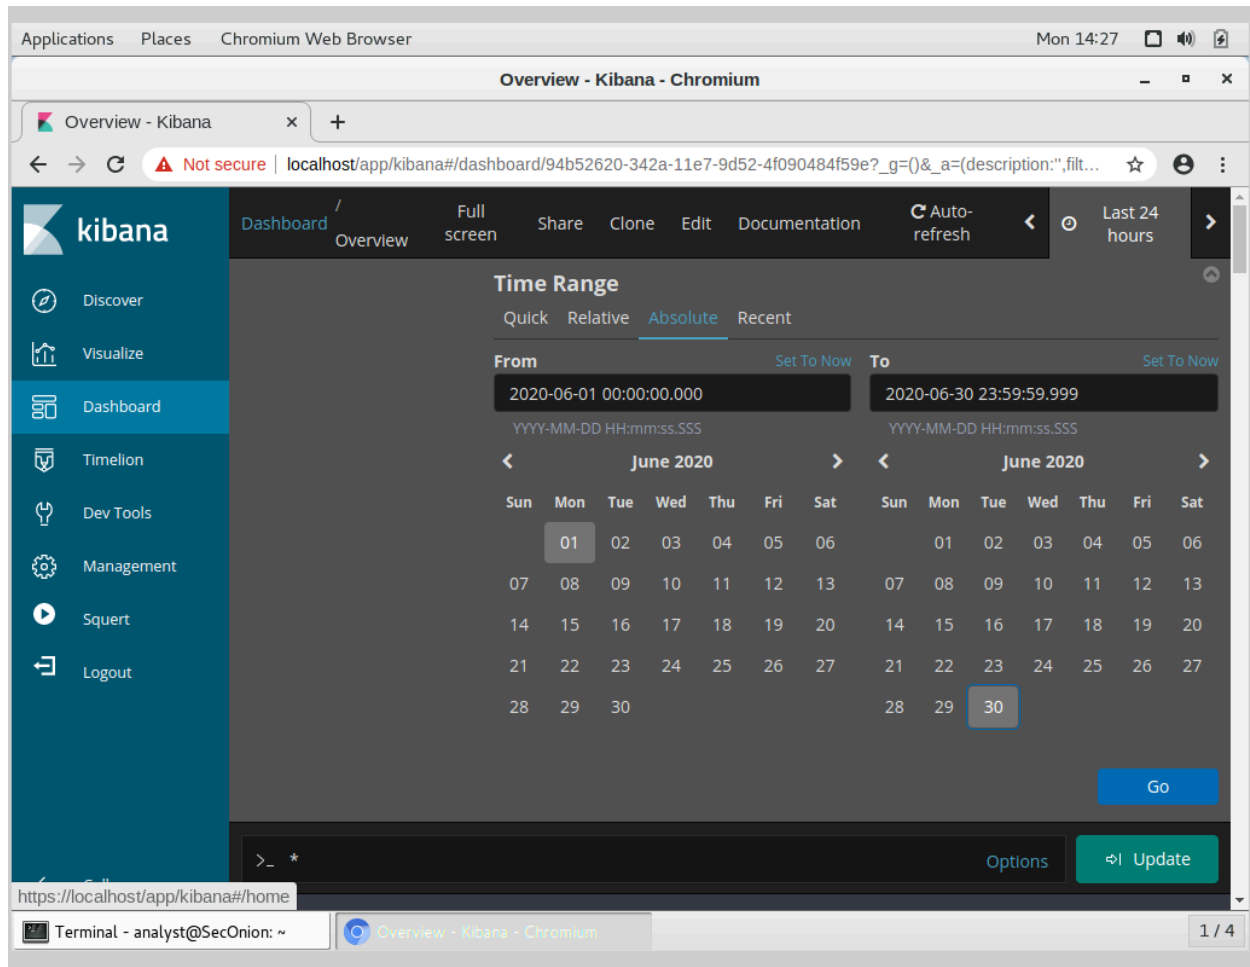 Applications Places Chromium Web Browser Mon 14:27
Overview - Kibana - Chromium
Overview - Kibana
Not secure | localhost/app/kibana#/dashboard/94b52620-342a-11e7-9d52-4f090484f59e?_g=()&_a=(description:'',filt...
kibana
Discover
Visualize
Dashboard
Timelion
Dev Tools
Management
Squert
Logout
Dashboard / Overview
Full screen
Share
Clone
Edit
Documentation
Auto-refresh
Last 24 hours
Time Range
Quick Relative Absolute Recent
From Set To Now To Set To Now
2020-06-01 00:00:00.000 2020-06-30 23:59:59.999
YYYY-MM-DD HH:mm:ss.SSS YYYY-MM-DD HH:mm:ss.SSS
June 2020 June 2020
Sun Mon Tue Wed Thu Fri Sat Sun Mon Tue Wed Thu Fri Sat
01 02 03 04 05 06 01 02 03 04 05 06
07 08 09 10 11 12 13 07 08 09 10 11 12 13
14 15 16 17 18 19 20 14 15 16 17 18 19 20
21 22 23 24 25 26 27 21 22 23 24 25 26 27
28 29 30 28 29 30
Go
>_ * Options Update
https://localhost/app/kibana#/home
Terminal - analyst@SecOnion: ~ Overview - Kibana - Chromium 1 / 4